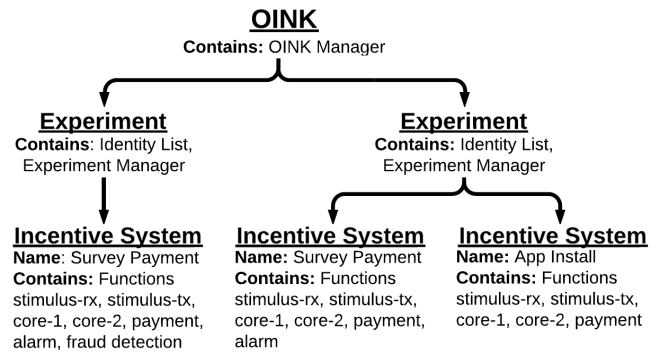 OINK
Contains: OINK Manager
Experiment
Contains: Identity List,
Experiment Manager
Experiment
Contains: Identity List,
Experiment Manager
Incentive System
Name: Survey Payment
Contains: Functions
stimulus-rx, stimulus-tx,
core-1, core-2, payment,
alarm, fraud detection
Incentive System
Name: Survey Payment
Contains: Functions
stimulus-rx, stimulus-tx,
core-1, core-2, payment,
alarm
Incentive System
Name: App Install
Contains: Functions
stimulus-rx, stimulus-tx,
core-1, core-2, payment